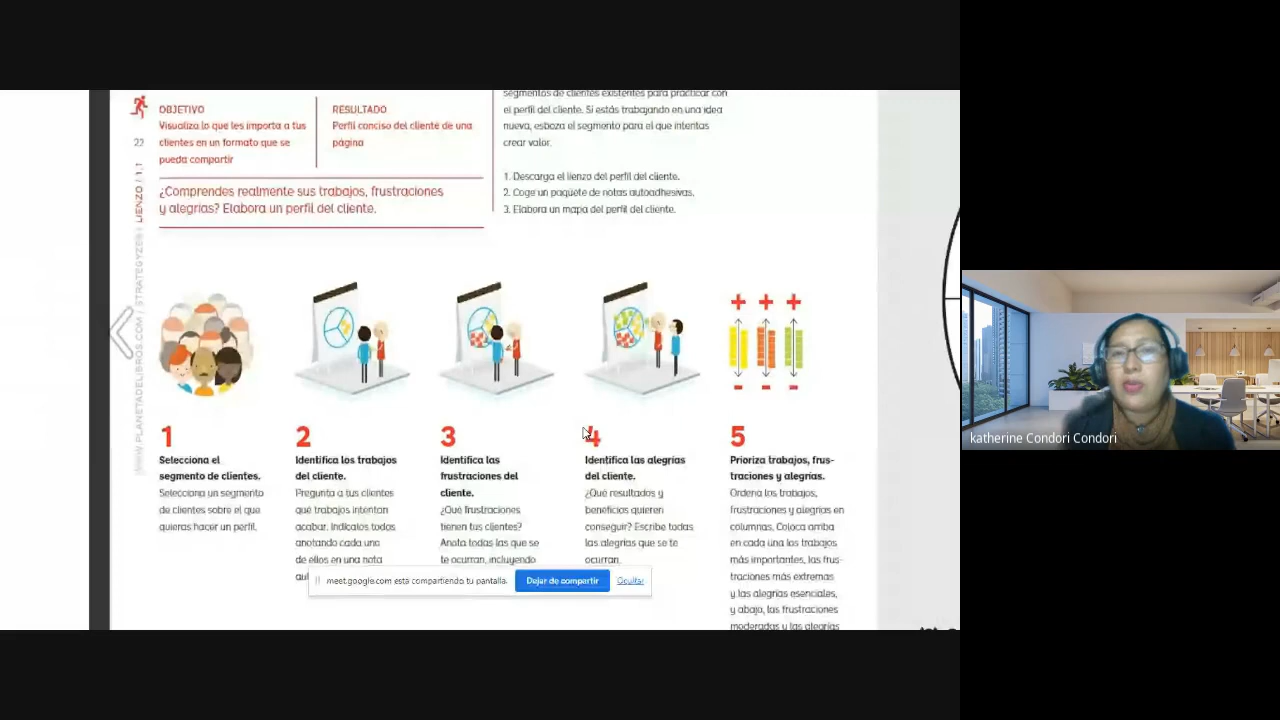 OBJETIVO
Visualiza lo que les importa a tus
clientes en un formato que se
pueda compartir
RESULTADO
Perfil conciso del cliente de una
página
segmentos de clientes existentes para practicar con
el perfil del cliente. Si estás trabajando en una idea
nueva, esboza el segmento para el que intentas
crear valor.
1. Descarga el lienzo del perfil del cliente.
2. Coge un paquete de notas autoadhesivas.
3. Elabora un mapa del perfil del cliente.
22
WWW.PLANETADELIBROS.COM / STRATEGYZER / LIENZO / 1.1
¿Comprendes realmente sus trabajos, frustraciones
y alegrías? Elabora un perfil del cliente.
1
Selecciona el
segmento de clientes.
Selecciona un segmento
de clientes sobre el que
quieras hacer un perfil.
2
Identifica los trabajos
del cliente.
Pregunta a tus clientes
qué trabajos intentan
acabar. Indícalos todos
anotando cada uno
de ellos en una nota
3
Identifica las
frustraciones del
cliente.
¿Qué frustraciones
tienen tus clientes?
Anota todas las que se
te ocurran, incluyendo
4
Identifica las alegrías
del cliente.
¿Qué resultados y
beneficios quieren
conseguir? Escribe todas
las alegrías que se te
ocurran.
5
Prioriza trabajos, frus-
traciones y alegrías.
Ordena los trabajos,
frustraciones y alegrías en
columnas. Coloca arriba
en cada una los trabajos
más importantes, las frus-
traciones más extremas
y las alegrías esenciales,
y abajo, las frustraciones
moderadas y las alegrías
meet.google.com está compartiendo tu pantalla.
Dejar de compartir
Ocultar
katherine Condori Condori